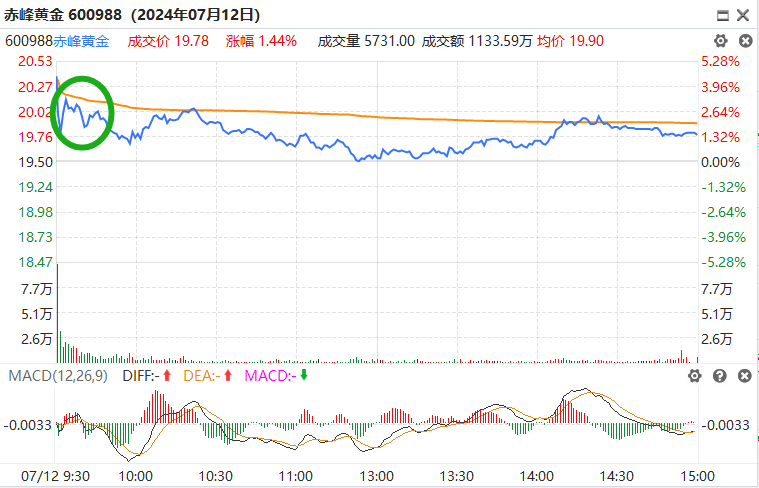 赤峰黄金 600988（2024年07月12日）
600988赤峰黄金 成交价 19.78 涨幅 1.44% 成交量 5731.00 成交额 1133.59万 均价 19.90
20.53 5.28%
20.27 3.96%
20.02 2.64%
19.76 1.32%
19.50 0.00%
19.24 -1.32%
18.98 -2.64%
18.73 -3.96%
18.47 -5.28%
7.7万 7.7万
5.1万 5.1万
2.6万 2.6万
MACD(12,26,9) DIFF:- DEA:- MACD:-
-0.0033 -0.0033
07/12 9:30 10:00 10:30 11:00 13:00 13:30 14:00 14:30 15:00